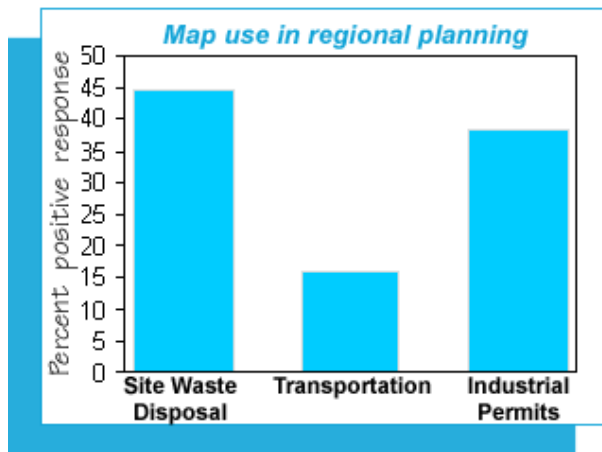 Map use in regional planning
Percent positive response
50
45
40
35
30
25
20
15
10
5
0
Site Waste
Disposal
Transportation
Industrial
Permits